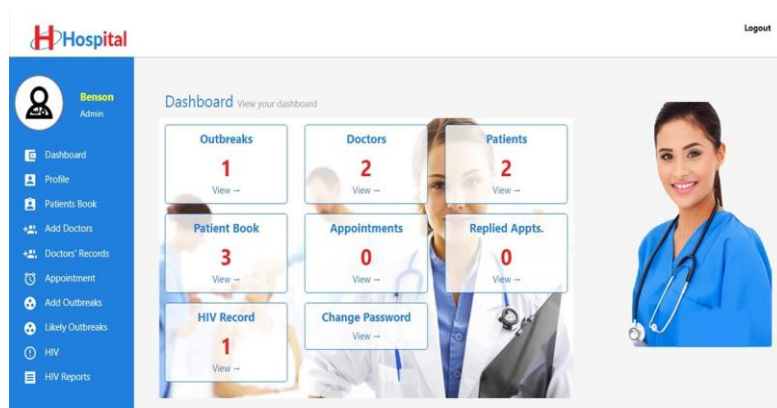 Hospital
Logout
Benson
Admin
Dashboard
Profile
Patients Book
Add Doctors
Doctors' Records
Appointment
Add Outbreaks
Likely Outbreaks
HIV
HIV Reports
Dashboard View your dashboard
Outbreaks
1
View →
Doctors
2
View →
Patients
2
View →
Patient Book
3
View →
Appointments
0
View →
Replied Appts.
0
View →
HIV Record
1
View →
Change Password
View →